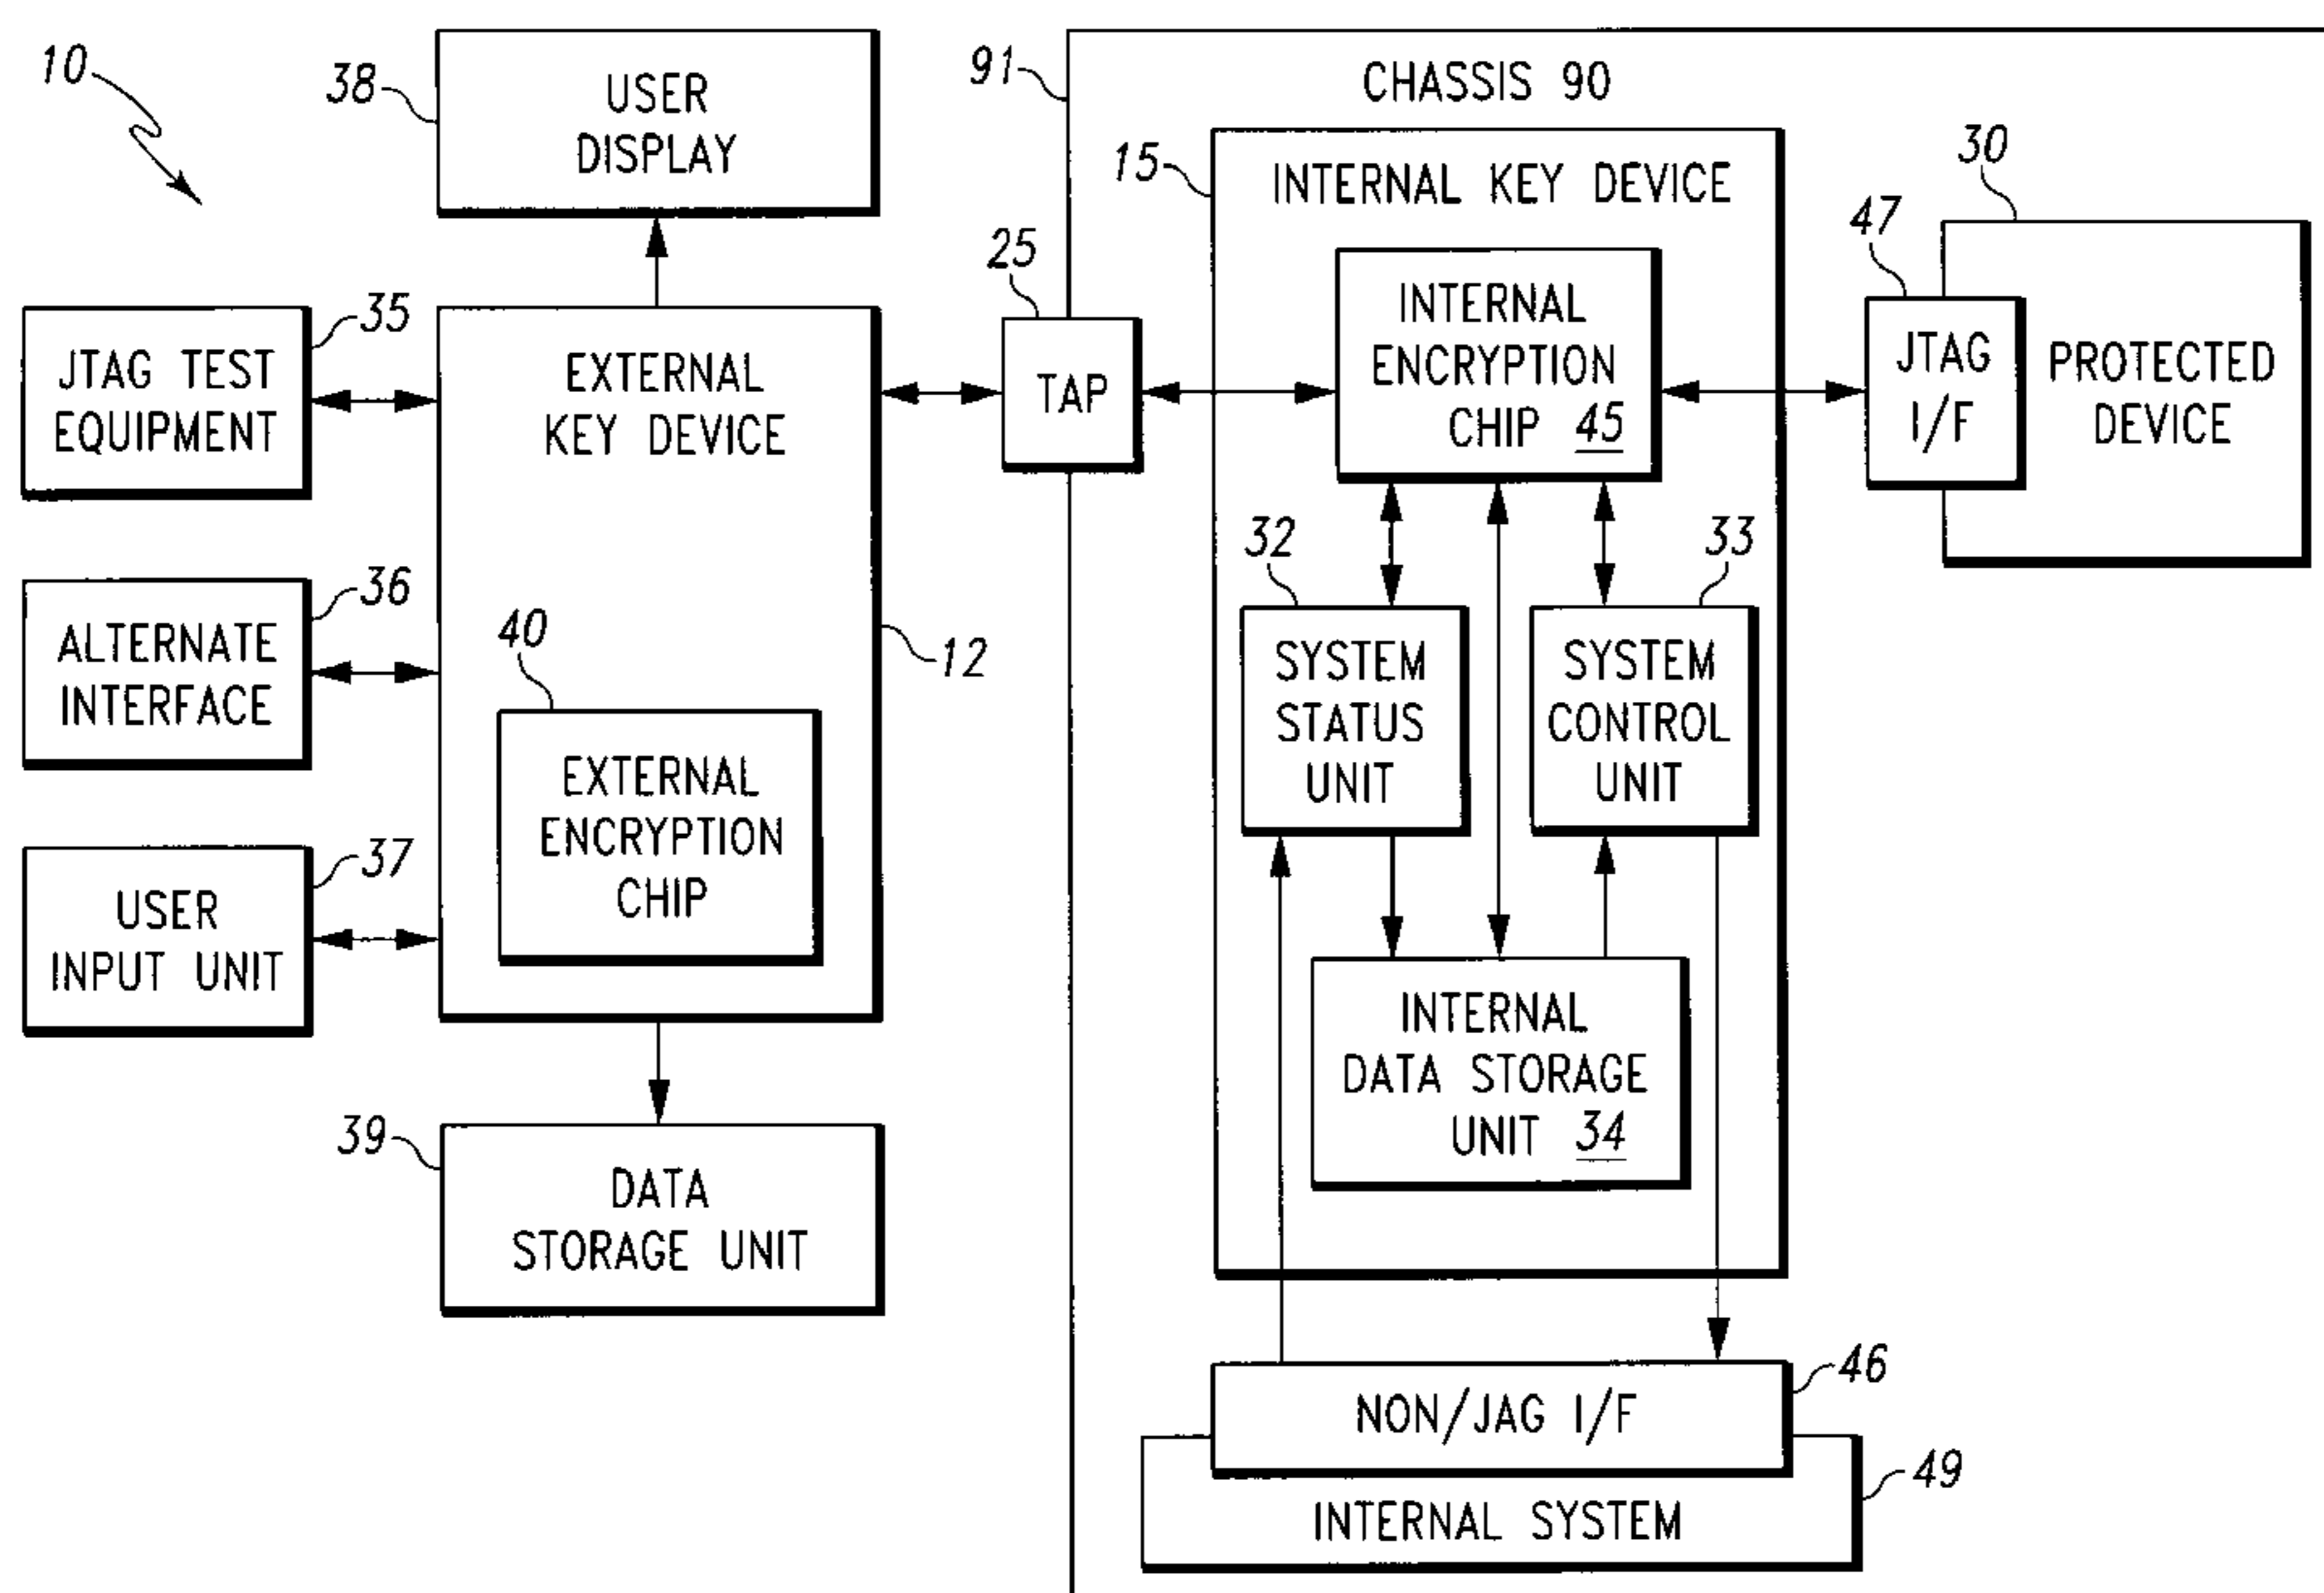 10
38
USER
DISPLAY
91
CHASSIS 90
15
INTERNAL KEY DEVICE
30
47
25
35
JTAG TEST
EQUIPMENT
EXTERNAL
KEY DEVICE
TAP
INTERNAL
ENCRYPTION
CHIP 45
JTAG
I/F
PROTECTED
DEVICE
32
33
36
ALTERNATE
INTERFACE
40
12
SYSTEM
STATUS
UNIT
SYSTEM
CONTROL
UNIT
EXTERNAL
ENCRYPTION
CHIP
37
USER
INPUT UNIT
INTERNAL
DATA STORAGE
UNIT 34
39
DATA
STORAGE UNIT
46
NON/JAG I/F
49
INTERNAL SYSTEM